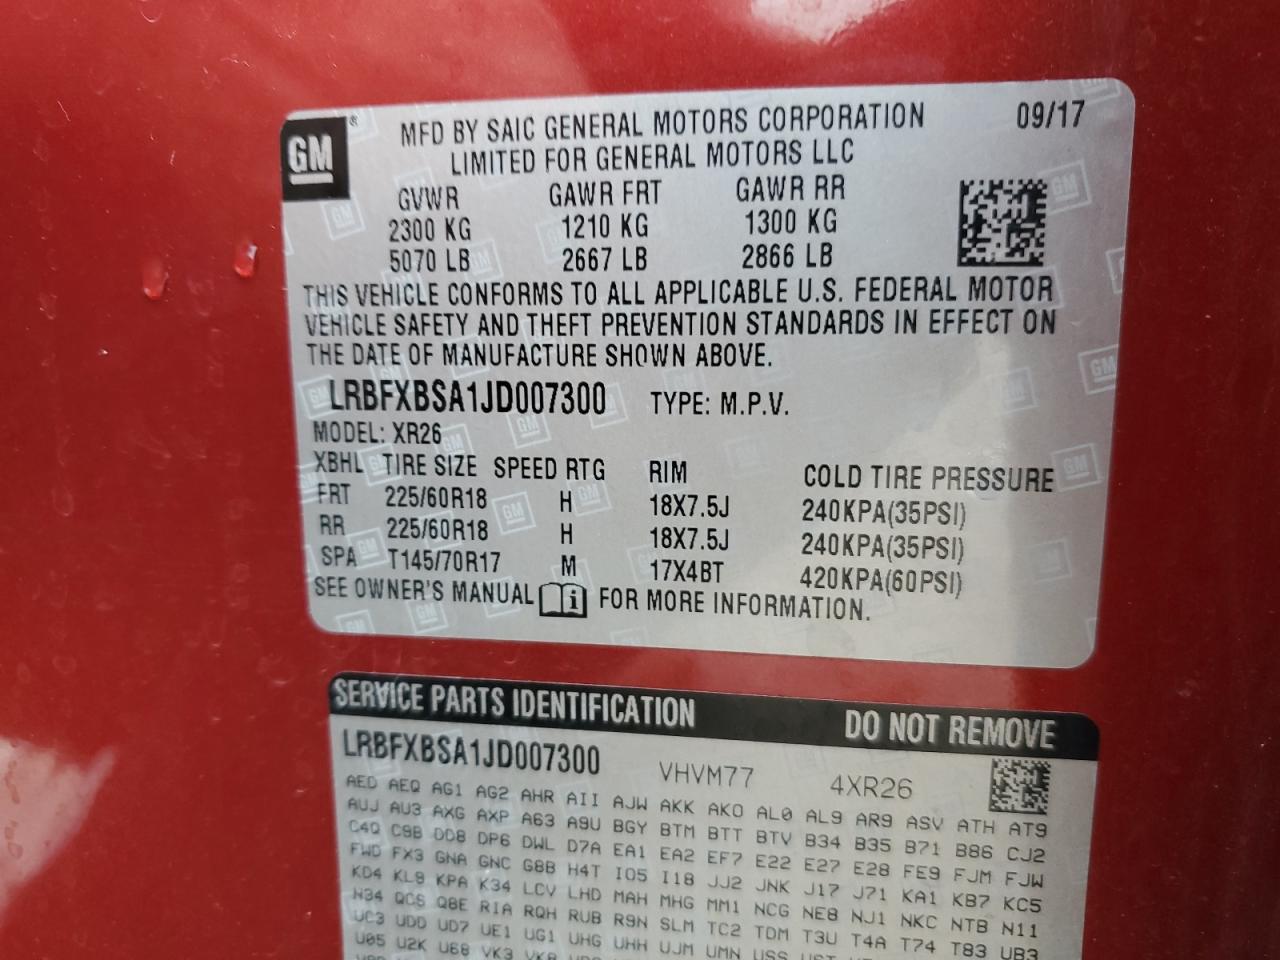 GM ® MFD BY SAIC GENERAL MOTORS CORPORATION 09/17
LIMITED FOR GENERAL MOTORS LLC
GVWR GAWR FRT GAWR RR
2300 KG 1210 KG 1300 KG
5070 LB 2667 LB 2866 LB
THIS VEHICLE CONFORMS TO ALL APPLICABLE U.S. FEDERAL MOTOR
VEHICLE SAFETY AND THEFT PREVENTION STANDARDS IN EFFECT ON
THE DATE OF MANUFACTURE SHOWN ABOVE.
LRBFXBSA1JD007300 TYPE: M.P.V.
MODEL: XR26
XBHL TIRE SIZE SPEED RTG RIM COLD TIRE PRESSURE
FRT 225/60R18 H 18X7.5J 240KPA(35PSI)
RR 225/60R18 H 18X7.5J 240KPA(35PSI)
SPA T145/70R17 M 17X4BT 420KPA(60PSI)
SEE OWNER'S MANUAL FOR MORE INFORMATION.
SERVICE PARTS IDENTIFICATION DO NOT REMOVE
LRBFXBSA1JD007300 VHVM77 4XR26
AED AEQ AG1 AG2 AHR AII AJW AKK AKO AL0 AL9 AR9 ASV ATH AT9
AUJ AU3 AXG AXP A63 A9U BGY BTM BTT BTV B34 B35 B71 B86 CJ2
C4Q C9B DD8 DP6 DWL D7A EA1 EA2 EF7 E22 E27 E28 FE9 FJM FJW
FWD FX3 GNA GNC G8B H4T IO5 I18 JJ2 JNK J17 J71 KA1 KB7 KC5
KD4 KL9 KPA K34 LCV LHD MAH MHG MM1 NCG NE8 NJ1 NKC NTB N11
N34 QCS Q8E RIA RQH RUB R9N SLM TC2 TDM T3U T4A T74 T83 UB3
UC3 UDD UD7 UE1 UG1 UHG UHH UJM UMN USS UST
U05 U2K U68 VK3 VK8